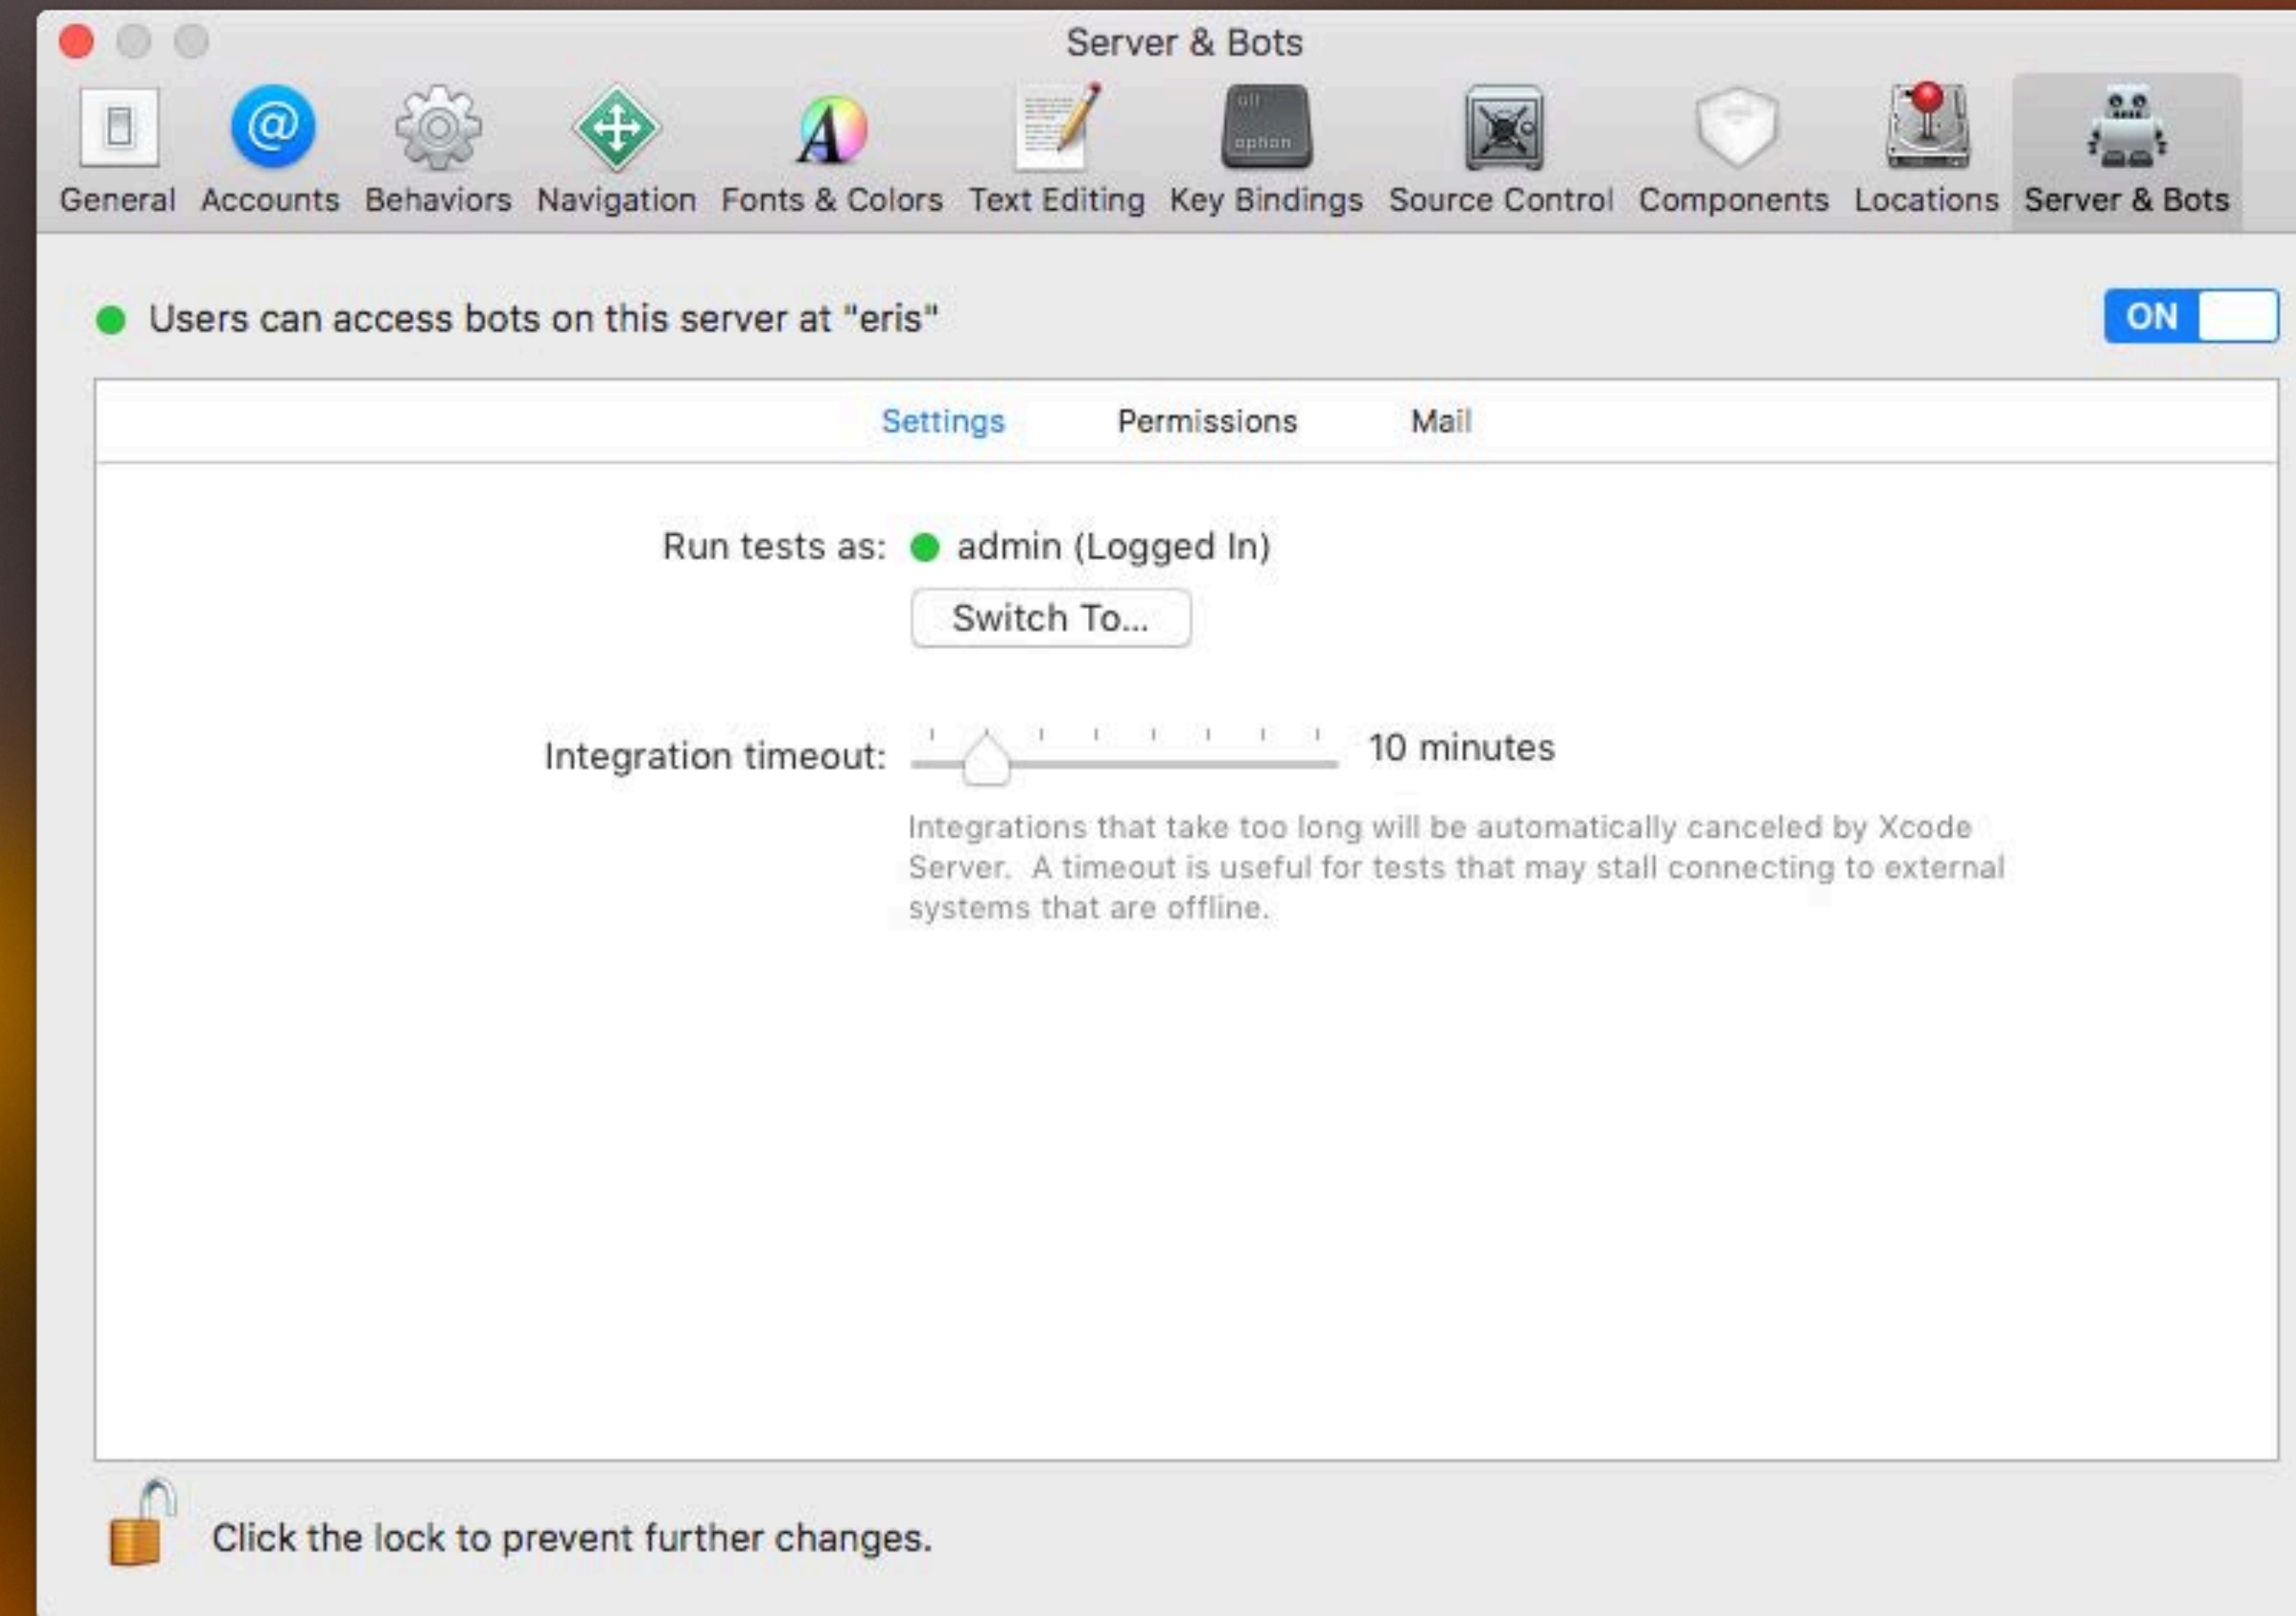 Server & Bots
General Accounts Behaviors Navigation Fonts & Colors Text Editing Key Bindings Source Control Components Locations Server & Bots
Users can access bots on this server at "eris"
ON
Settings Permissions Mail
Run tests as: admin (Logged In)
Switch To...
Integration timeout: 10 minutes
Integrations that take too long will be automatically canceled by Xcode
Server. A timeout is useful for tests that may stall connecting to external
systems that are offline.
Click the lock to prevent further changes.